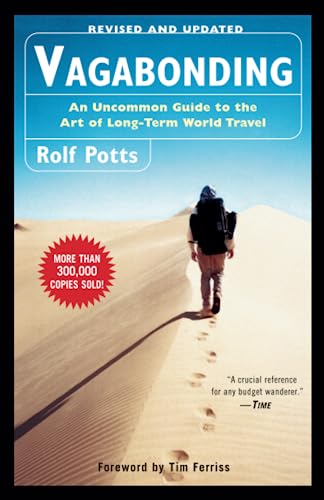 REVISED AND UPDATED
VAGABONDING
An Uncommon Guide to the
Art of Long-Term World Travel
Rolf Potts
MORE THAN
300,000
COPIES SOLD!
"A crucial reference
for any budget wanderer."
—TIME
Foreword by Tim Ferriss